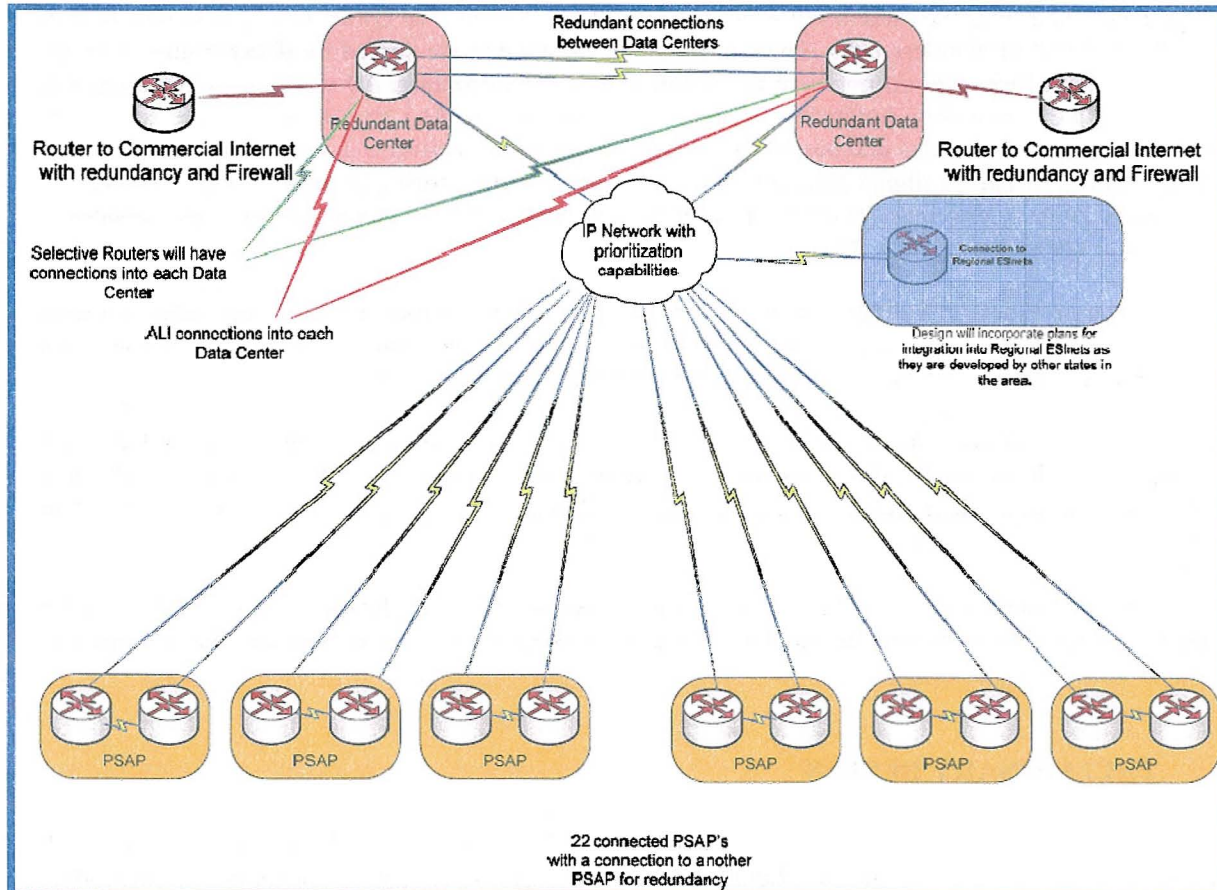 Redundant connections
between Data Centers
Redundant Data
Center
Redundant Data
Center
Router to Commercial Internet
with redundancy and Firewall
Router to Commercial Internet
with redundancy and Firewall
IP Network with
prioritization
capabilities
Connection to
Regional ESInets
Selective Routers will have
connections into each Data
Center
ALI connections into each
Data Center
Design will incorporate plans for
integration into Regional ESInets as
they are developed by other states in
the area.
PSAP
PSAP
PSAP
PSAP
PSAP
PSAP
22 connected PSAP's
with a connection to another
PSAP for redundancy